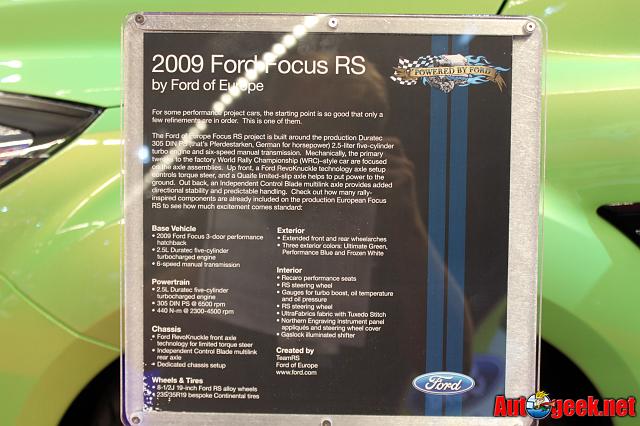 2009 Ford Focus RS
by Ford of Europe
POWERED BY FORD
For some performance project cars, the starting point is so good that only a
few refinements are in order. This is one of them.
The Ford of Europe Focus RS project is built around the production Duratec
305 DIN PS (that's Pferdestarken, German for horsepower) 2.5-liter five-cylinder
turbo engine and six-speed manual transmission. Mechanically, the primary
tweaks to the factory World Rally Championship (WRC)-style car are focused
on the axle assemblies. Up front, a Ford RevoKnuckle technology axle setup
controls torque steer, and a Quaife limited-slip axle helps to put power to the
ground. Out back, an Independent Control Blade multilink axle provides added
directional stability and predictable handling. Check out how many rally-
inspired components are already included on the production European Focus
RS to see how much excitement comes standard:
Base Vehicle
• 2009 Ford Focus 3-door performance
hatchback
• 2.5L Duratec five-cylinder
turbocharged engine
• 6-speed manual transmission
Powertrain
• 2.5L Duratec five-cylinder
turbocharged engine
• 305 DIN PS @ 6500 rpm
• 440 N-m @ 2300-4500 rpm
Chassis
• Ford RevoKnuckle front axle
technology for limited torque steer
• Independent Control Blade multilink
rear axle
• Dedicated chassis setup
Wheels & Tires
• 8-1/2J 19-inch Ford RS alloy wheels
• 235/35R19 bespoke Continental tires
Exterior
• Extended front and rear wheelarches
• Three exterior colors: Ultimate Green,
Performance Blue and Frozen White
Interior
• Recaro performance seats
• RS steering wheel
• Gauges for turbo boost, oil temperature
and oil pressure
• RS steering wheel
• UltraFabrics fabric with Tuxedo Stitch
• Northern Engraving instrument panel
appliqués and steering wheel cover
• Gaslock illuminated shifter
Created by
TeamRS
Ford of Europe
www.ford.com
Ford
Autogeek.net